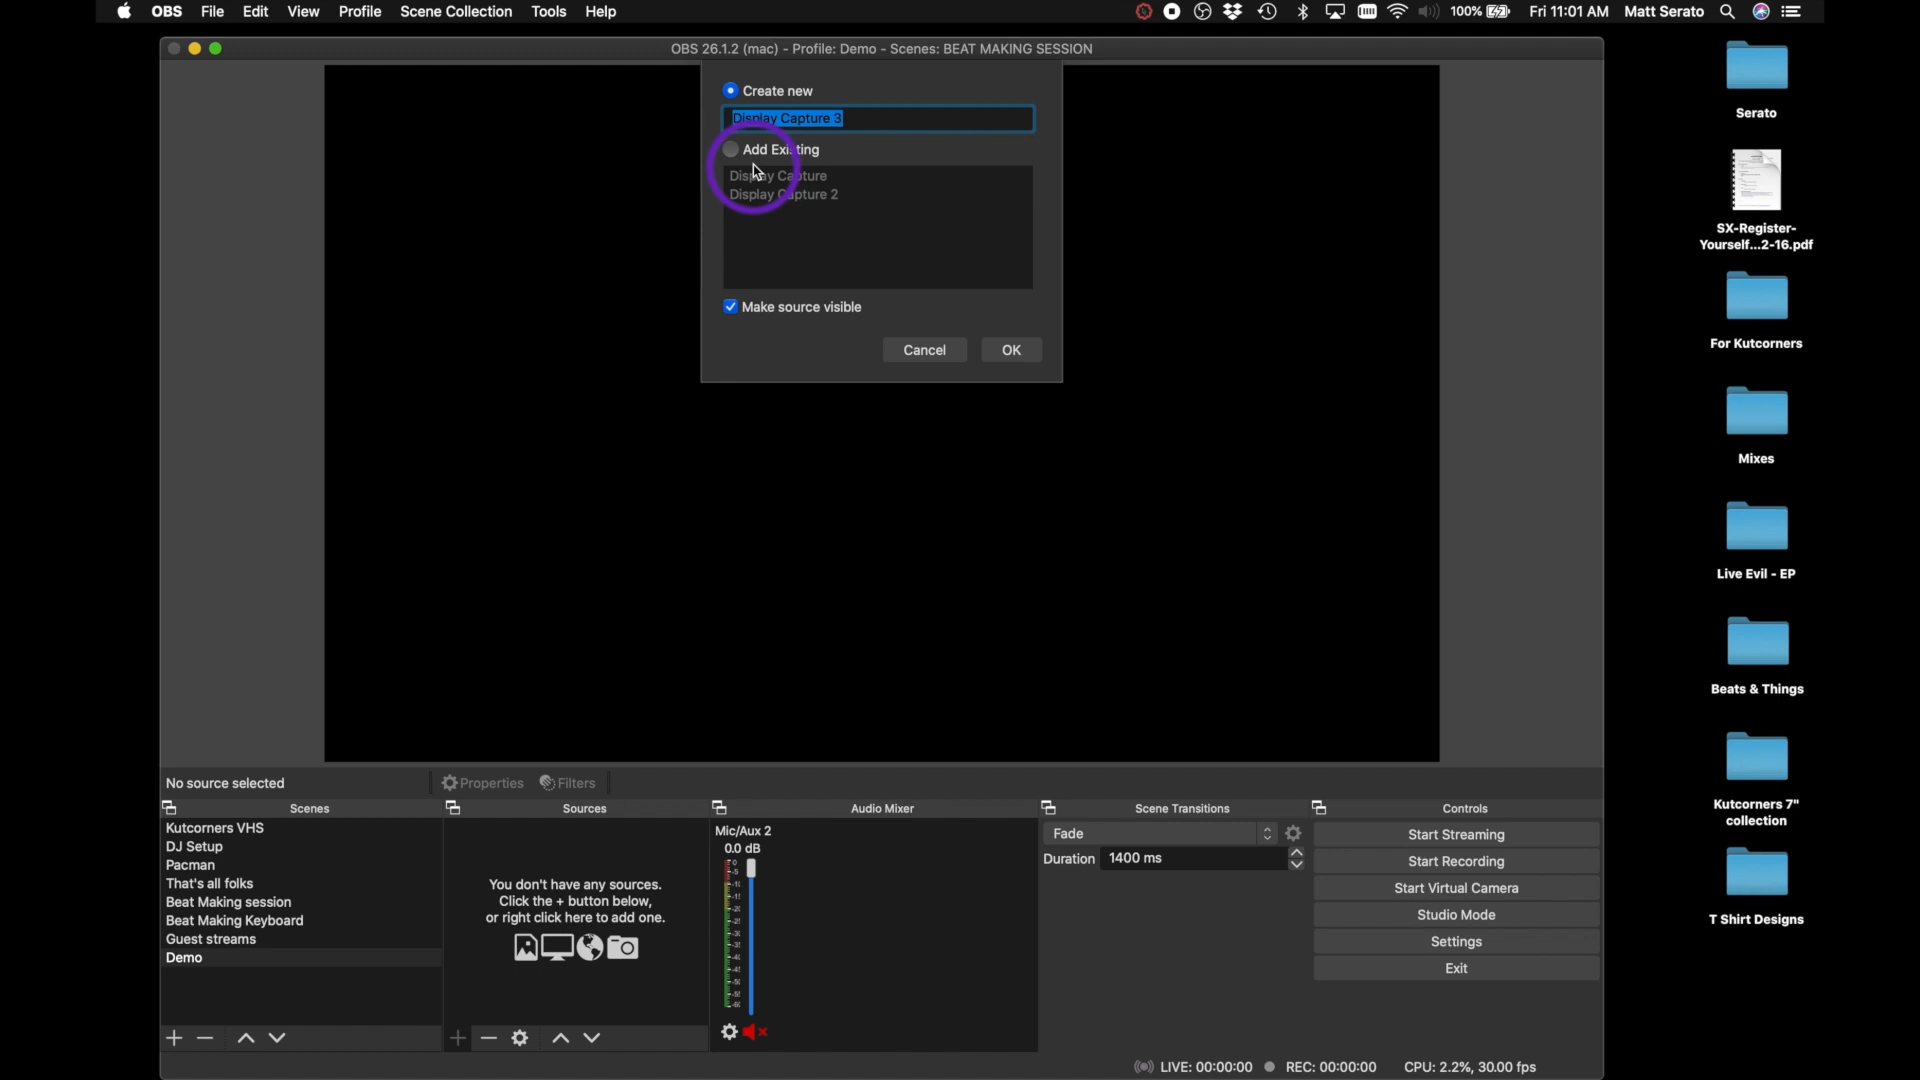 OBS File Edit View Profile Scene Collection Tools Help
100% Fri 11:01 AM Matt Serato
OBS 26.1.2 (mac) - Profile: Demo - Scenes: BEAT MAKING SESSION
Create new
Display Capture 3
Add Existing
Display Capture
Display Capture 2
Make source visible
Cancel OK
Serato
SX-Register-
Yourself...2-16.pdf
For Kutcorners
Mixes
Live Evil - EP
Beats & Things
Kutcorners 7"
collection
T Shirt Designs
No source selected
Properties Filters
Scenes
Kutcorners VHS
DJ Setup
Pacman
That's all folks
Beat Making session
Beat Making Keyboard
Guest streams
Demo
Sources
You don't have any sources.
Click the + button below,
or right click here to add one.
Audio Mixer
Mic/Aux 2
0.0 dB
Scene Transitions
Fade
Duration 1400 ms
Controls
Start Streaming
Start Recording
Start Virtual Camera
Studio Mode
Settings
Exit
LIVE: 00:00:00 REC: 00:00:00 CPU: 2.2%, 30.00 fps